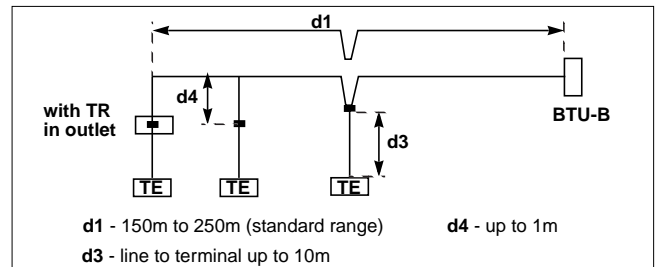 d1
d4
with TR
in outlet
BTU-B
d3
TE
TE
TE
d1 - 150m to 250m (standard range)
d4 - up to 1m
d3 - line to terminal up to 10m